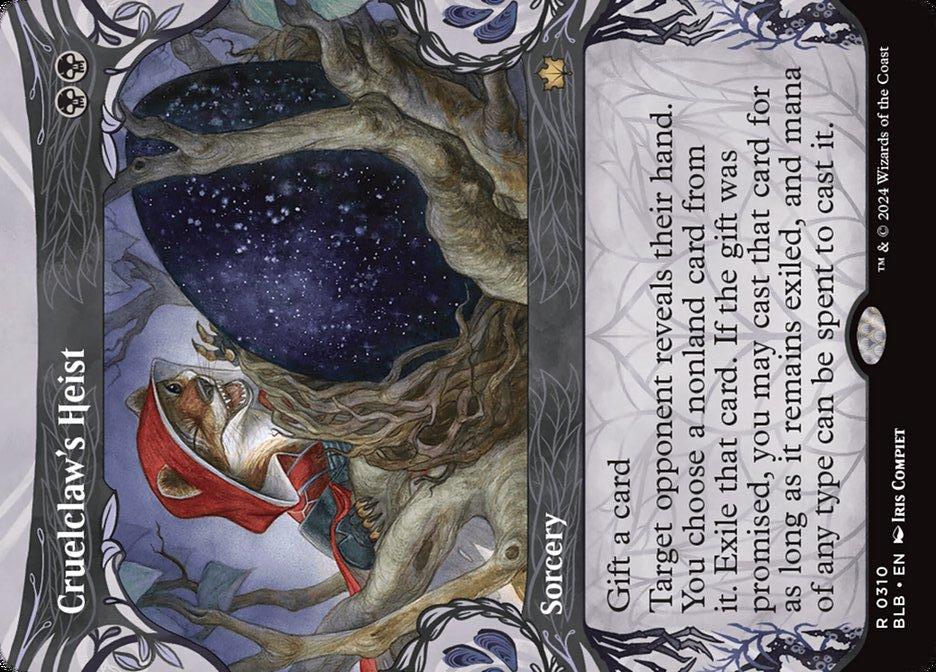 Cruelclaw's Heist
Sorcery
Gift a card
Target opponent reveals their hand.
You choose a nonland card from
it. Exile that card. If the gift was
promised, you may cast that card for
as long as it remains exiled, and mana
of any type can be spent to cast it.
R 0310
BLB • EN Iris Compiet
™ & © 2024 Wizards of the Coast